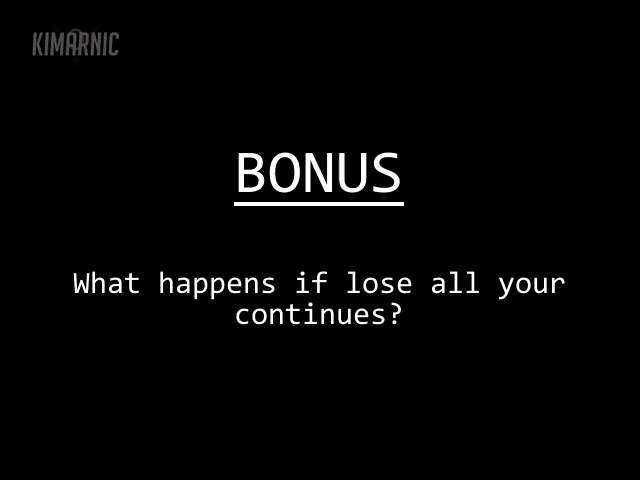 KIMARNIC
BONUS
What happens if lose all your
continues?